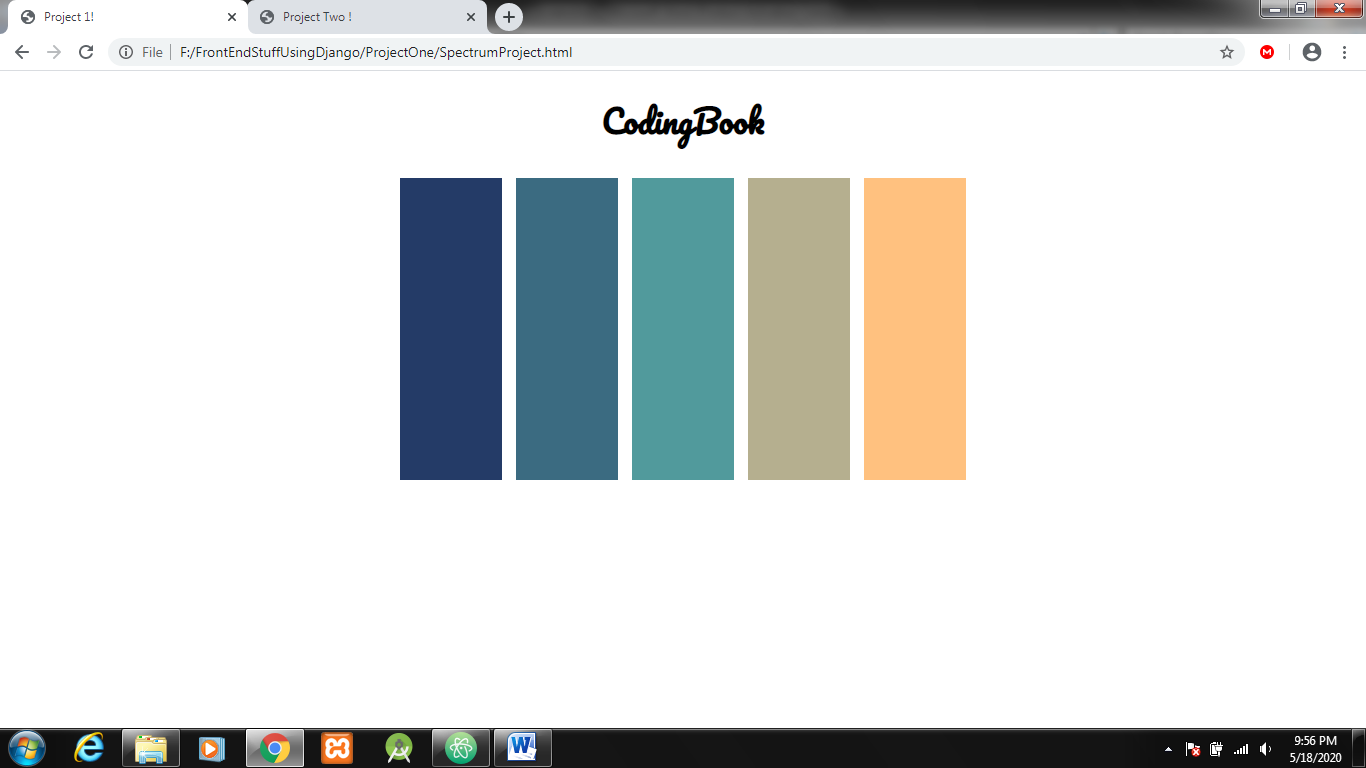 Project 1!
Project Two !
File
F:/FrontEndStuffUsingDjango/ProjectOne/SpectrumProject.html
M
CodingBook
W
9:56 PM
5/18/2020